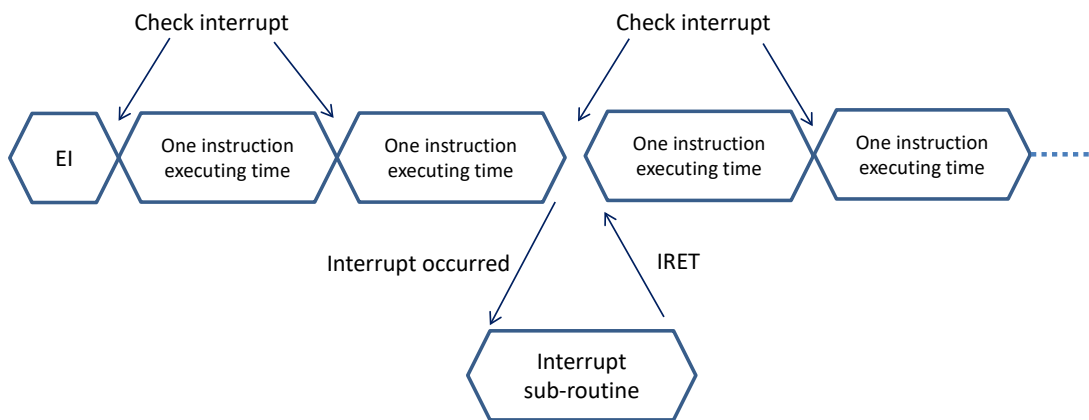 Check interrupt
Check interrupt
EI
One instruction
executing time
One instruction
executing time
One instruction
executing time
One instruction
executing time
Interrupt occurred
IRET
Interrupt
sub-routine